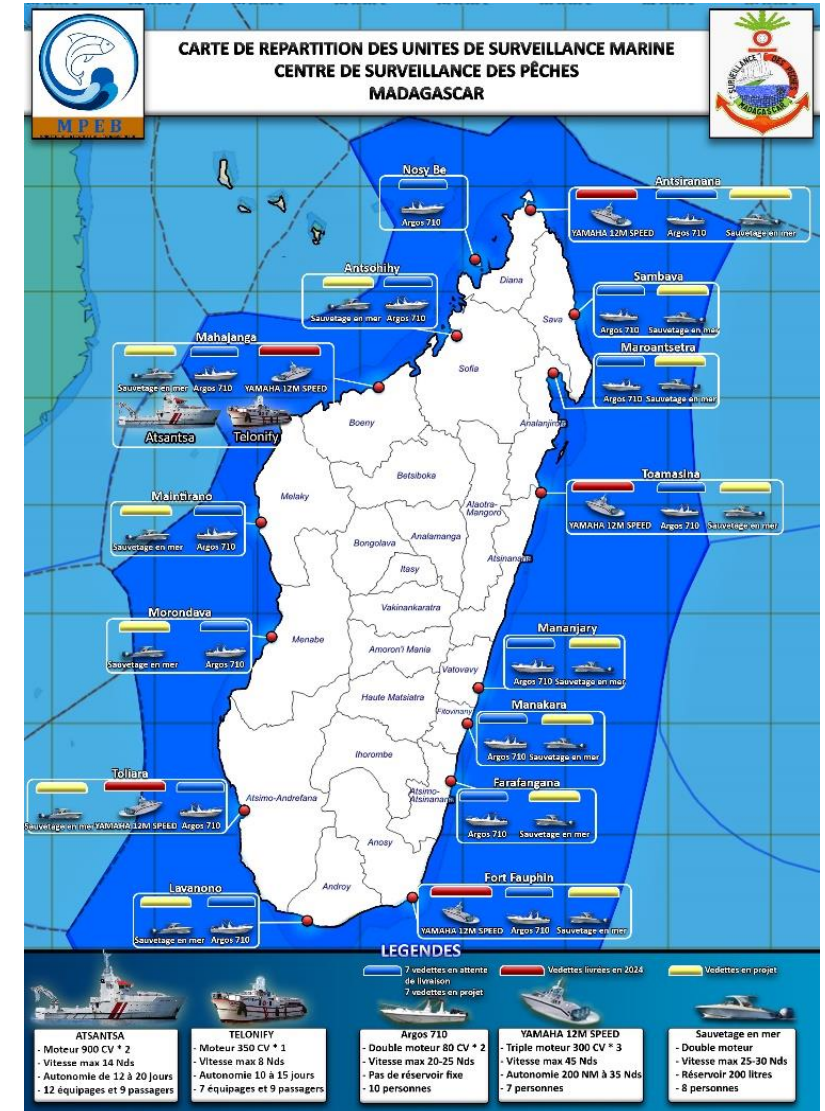 CARTE DE REPARTITION DES UNITES DE SURVEILLANCE MARINE
CENTRE DE SURVEILLANCE DES PÊCHES
MADAGASCAR
MPEB
SURVEILLANCE DES PÊCHES
MADAGASCAR
Nosy Be
Argos 710
Antsiranana
YAMAHA 12M SPEED Argos 710 Sauvetage en mer
Antsohihy
Sauvetage en mer Argos 710
Diana
Sambava
Argos 710 Sauvetage en mer
Sava
Mahajanga
Sauvetage en mer Argos 710 YAMAHA 12M SPEED
Atsantsa Telonify
Maroantsetra
Argos 710 Sauvetage en mer
Sofia
Boeny
Analanjirofo
Betsiboka
Toamasina
YAMAHA 12M SPEED Argos 710 Sauvetage en mer
Maintirano
Sauvetage en mer Argos 710
Melaky
Alaotra-
Mangoro
Bongolava
Analamanga
Itasy
Atsinanana
Vakinankaratra
Morondava
Sauvetage en mer Argos 710
Menabe
Amoron'i Mania
Mananjary
Argos 710 Sauvetage en mer
Vatovavy
Haute Matsiatra
Fitovinany
Manakara
Argos 710 Sauvetage en mer
Ihorombe
Toliara
Sauvetage en mer YAMAHA 12M SPEED Argos 710
Atsimo-Andrefana
Atsimo-
Atsinanana
Farafangana
Argos 710 Sauvetage en mer
Anosy
Androy
Lavanono
Sauvetage en mer Argos 710
Fort Fauphin
YAMAHA 12M SPEED Argos 710 Sauvetage en mer
LEGENDES
7 vedettes en attente
de livraison
7 vedettes en projet
Vedettes livrées en 2024
Vedettes en projet
ATSANTSA
- Moteur 900 CV * 2
- Vitesse max 14 Nds
- Autonomie de 12 à 20 jours
- 12 équipages et 9 passagers
TELONIFY
- Moteur 350 CV * 1
- VItesse max 8 Nds
- Autonomie 10 à 15 jours
- 7 équipages et 9 passagers
Argos 710
- Double moteur 80 CV * 2
- Vitesse max 20-25 Nds
- Pas de réservoir fixe
- 10 personnes
YAMAHA 12M SPEED
- Triple moteur 300 CV * 3
- Vitesse max 45 Nds
- Autonomie 200 NM à 35 Nds
- 7 personnes
Sauvetage en mer
- Double moteur
- Vitesse max 25-30 Nds
- Réservoir 200 litres
- 8 personnes